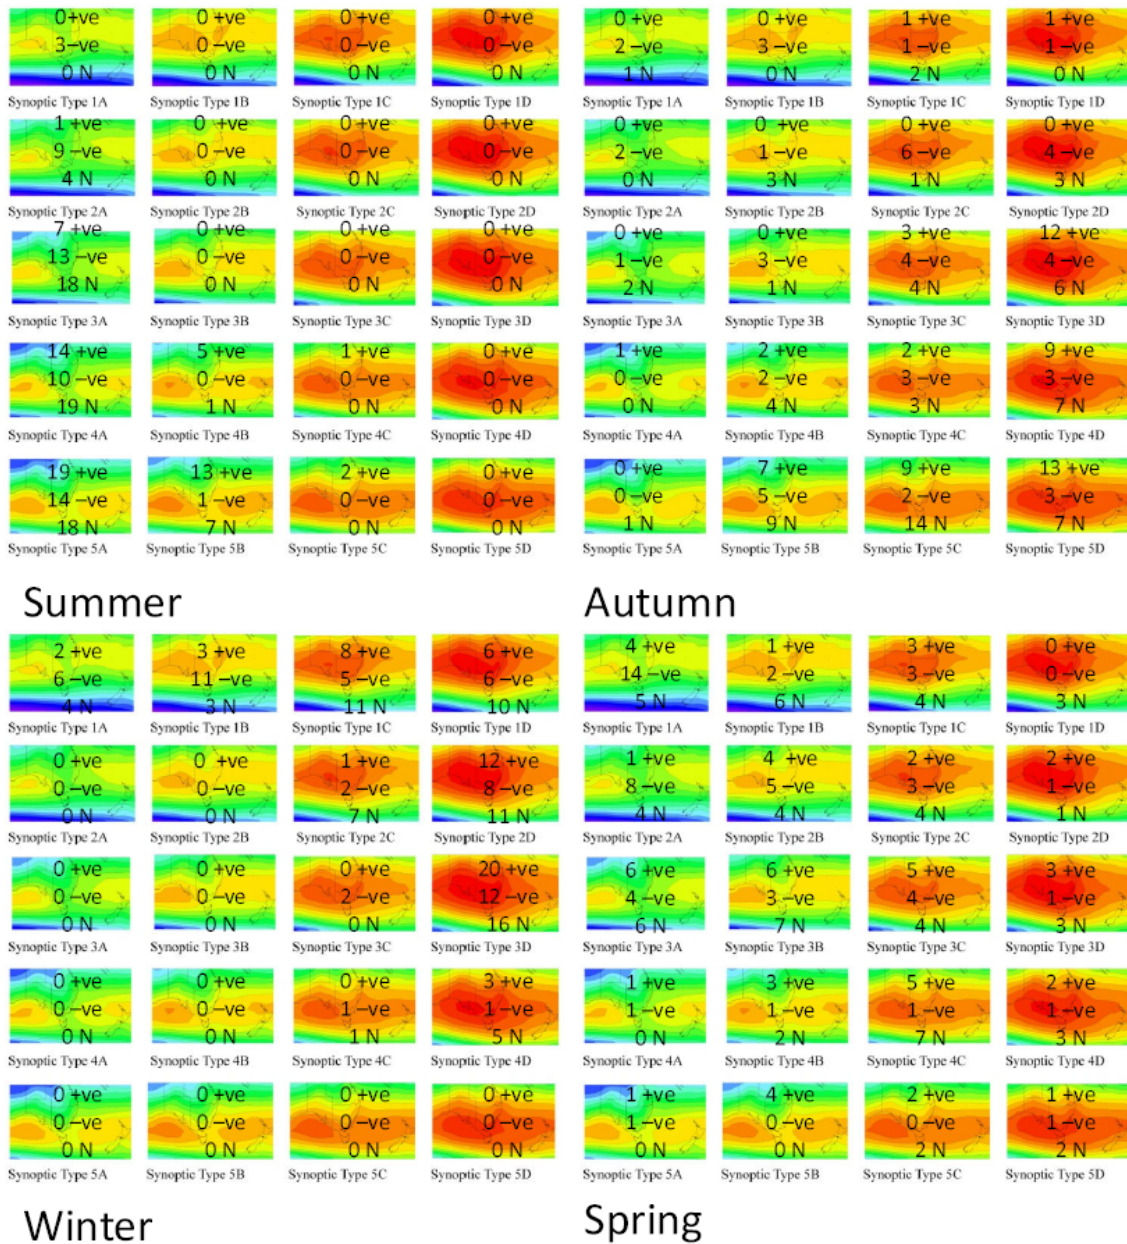 0+ve 0 +ve 0 +ve 0 +ve
3–ve 0 –ve 0 –ve 0 –ve
0 N 0 N 0 N 0 N
Synoptic Type 1A Synoptic Type 1B Synoptic Type 1C Synoptic Type 1D
1 +ve 0 +ve 0 +ve 0 +ve
9 –ve 0 –ve 0 –ve 0 –ve
4 N 0 N 0 N 0 N
Synoptic Type 2A Synoptic Type 2B Synoptic Type 2C Synoptic Type 2D
7 +ve 0 +ve 0 +ve 0 +ve
13 –ve 0 –ve 0 –ve 0 –ve
18 N 0 N 0 N 0 N
Synoptic Type 3A Synoptic Type 3B Synoptic Type 3C Synoptic Type 3D
14 +ve 5 +ve 1 +ve 0 +ve
10 –ve 0 –ve 0 –ve 0 –ve
19 N 1 N 0 N 0 N
Synoptic Type 4A Synoptic Type 4B Synoptic Type 4C Synoptic Type 4D
19 +ve 13 +ve 2 +ve 0 +ve
14 –ve 1 –ve 0 –ve 0 –ve
18 N 7 N 0 N 0 N
Synoptic Type 5A Synoptic Type 5B Synoptic Type 5C Synoptic Type 5D
Summer
0 +ve 0 +ve 1 +ve 1 +ve
2 –ve 3 –ve 1 –ve 1 –ve
1 N 0 N 2 N 0 N
Synoptic Type 1A Synoptic Type 1B Synoptic Type 1C Synoptic Type 1D
0 +ve 0 +ve 0 +ve 0 +ve
2 –ve 1 –ve 6 –ve 4 –ve
0 N 3 N 1 N 3 N
Synoptic Type 2A Synoptic Type 2B Synoptic Type 2C Synoptic Type 2D
0 +ve 0 +ve 3 +ve 12 +ve
1 –ve 3 –ve 4 –ve 4 –ve
2 N 1 N 4 N 6 N
Synoptic Type 3A Synoptic Type 3B Synoptic Type 3C Synoptic Type 3D
1 +ve 2 +ve 2 +ve 9 +ve
0 –ve 2 –ve 3 –ve 3 –ve
0 N 4 N 3 N 7 N
Synoptic Type 4A Synoptic Type 4B Synoptic Type 4C Synoptic Type 4D
0 +ve 7 +ve 9 +ve 13 +ve
0 –ve 5 –ve 2 –ve 3 –ve
1 N 9 N 14 N 7 N
Synoptic Type 5A Synoptic Type 5B Synoptic Type 5C Synoptic Type 5D
Autumn
2 +ve 3 +ve 8 +ve 6 +ve
6 –ve 11 –ve 5 –ve 6 –ve
4 N 3 N 11 N 10 N
Synoptic Type 1A Synoptic Type 1B Synoptic Type 1C Synoptic Type 1D
0 +ve 0 +ve 1 +ve 12 +ve
0 –ve 0 –ve 2 –ve 8 –ve
0 N 0 N 7 N 11 N
Synoptic Type 2A Synoptic Type 2B Synoptic Type 2C Synoptic Type 2D
0 +ve 0 +ve 0 +ve 20 +ve
0 –ve 0 –ve 2 –ve 12 –ve
0 N 0 N 0 N 16 N
Synoptic Type 3A Synoptic Type 3B Synoptic Type 3C Synoptic Type 3D
0 +ve 0 +ve 0 +ve 3 +ve
0 –ve 0 –ve 1 –ve 1 –ve
0 N 0 N 1 N 5 N
Synoptic Type 4A Synoptic Type 4B Synoptic Type 4C Synoptic Type 4D
0 +ve 0 +ve 0 +ve 0 +ve
0 –ve 0 –ve 0 –ve 0 –ve
0 N 0 N 0 N 0 N
Synoptic Type 5A Synoptic Type 5B Synoptic Type 5C Synoptic Type 5D
Winter
4 +ve 1 +ve 3 +ve 0 +ve
14 –ve 2 –ve 3 –ve 0 –ve
5 N 6 N 4 N 3 N
Synoptic Type 1A Synoptic Type 1B Synoptic Type 1C Synoptic Type 1D
1 +ve 4 +ve 2 +ve 2 +ve
8 –ve 5 –ve 3 –ve 1 –ve
4 N 4 N 4 N 1 N
Synoptic Type 2A Synoptic Type 2B Synoptic Type 2C Synoptic Type 2D
6 +ve 6 +ve 5 +ve 3 +ve
4 –ve 3 –ve 4 –ve 1 –ve
6 N 7 N 4 N 3 N
Synoptic Type 3A Synoptic Type 3B Synoptic Type 3C Synoptic Type 3D
1 +ve 3 +ve 5 +ve 2 +ve
1 –ve 1 –ve 1 –ve 1 –ve
0 N 2 N 7 N 3 N
Synoptic Type 4A Synoptic Type 4B Synoptic Type 4C Synoptic Type 4D
1 +ve 4 +ve 2 +ve 1 +ve
1 –ve 0 –ve 0 –ve 1 –ve
0 N 0 N 2 N 2 N
Synoptic Type 5A Synoptic Type 5B Synoptic Type 5C Synoptic Type 5D
Spring